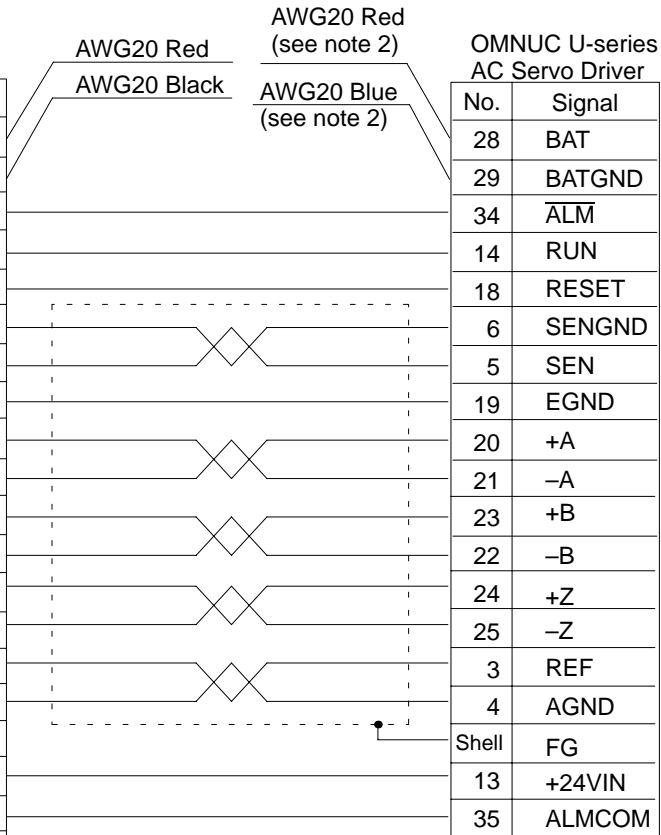 AWG20 Red
AWG20 Black
AWG20 Red
(see note 2)
AWG20 Blue
(see note 2)
OMNUC U-series
AC Servo Driver
No. Signal
28 BAT
29 BATGND
34 ALM
14 RUN
18 RESET
6 SENGND
5 SEN
19 EGND
20 +A
21 –A
23 +B
22 –B
24 +Z
25 –Z
3 REF
4 AGND
Shell FG
13 +24VIN
35 ALMCOM